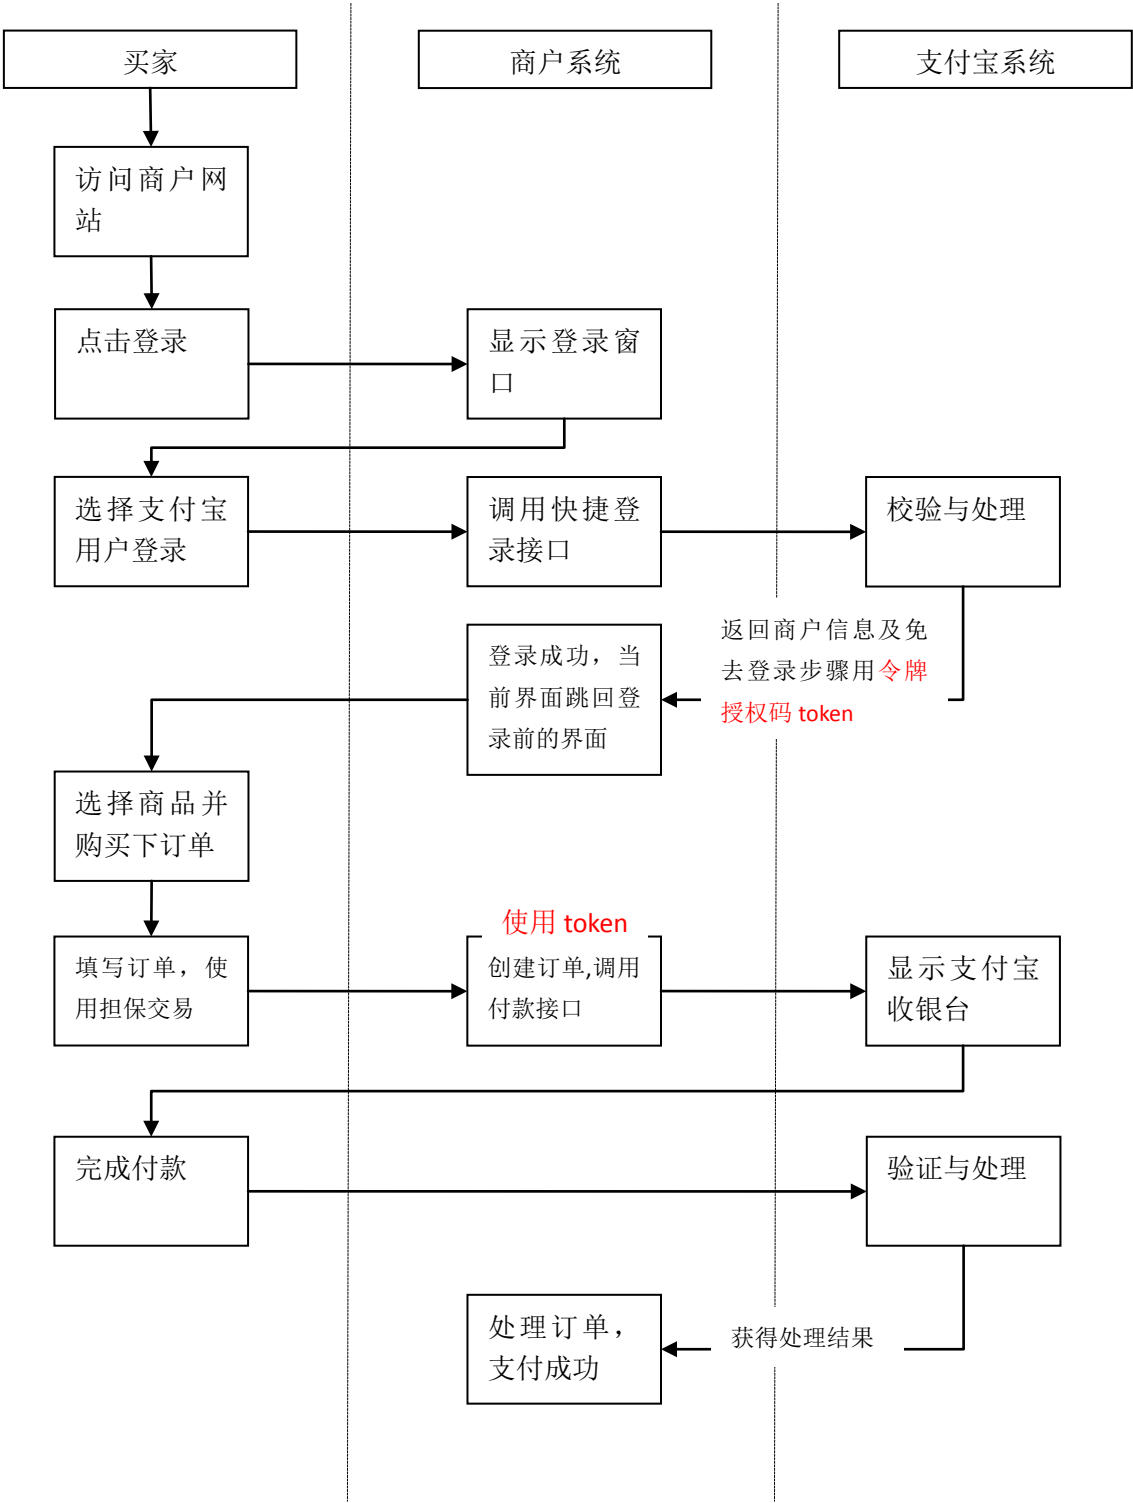 买家
商户系统
支付宝系统
访问商户网
站
点击登录
显示登录窗
口
选择支付宝
用户登录
调用快捷登
录接口
校验与处理
返回商户信息及免
去登录步骤用令牌
授权码 token
登录成功，当
前界面跳回登
录前的界面
选择商品并
购买下订单
填写订单，使
用担保交易
使用 token
创建订单,调用
付款接口
显示支付宝
收银台
完成付款
验证与处理
获得处理结果
处理订单，
支付成功